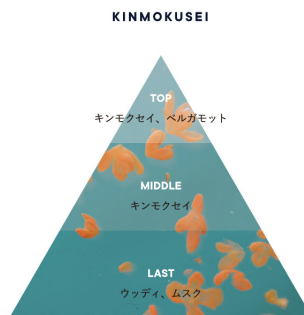 KINMOKUSEI
TOP
キンモクセイ、ベルガモット
MIDDLE
キンモクセイ
LAST
ウッディ、ムスク